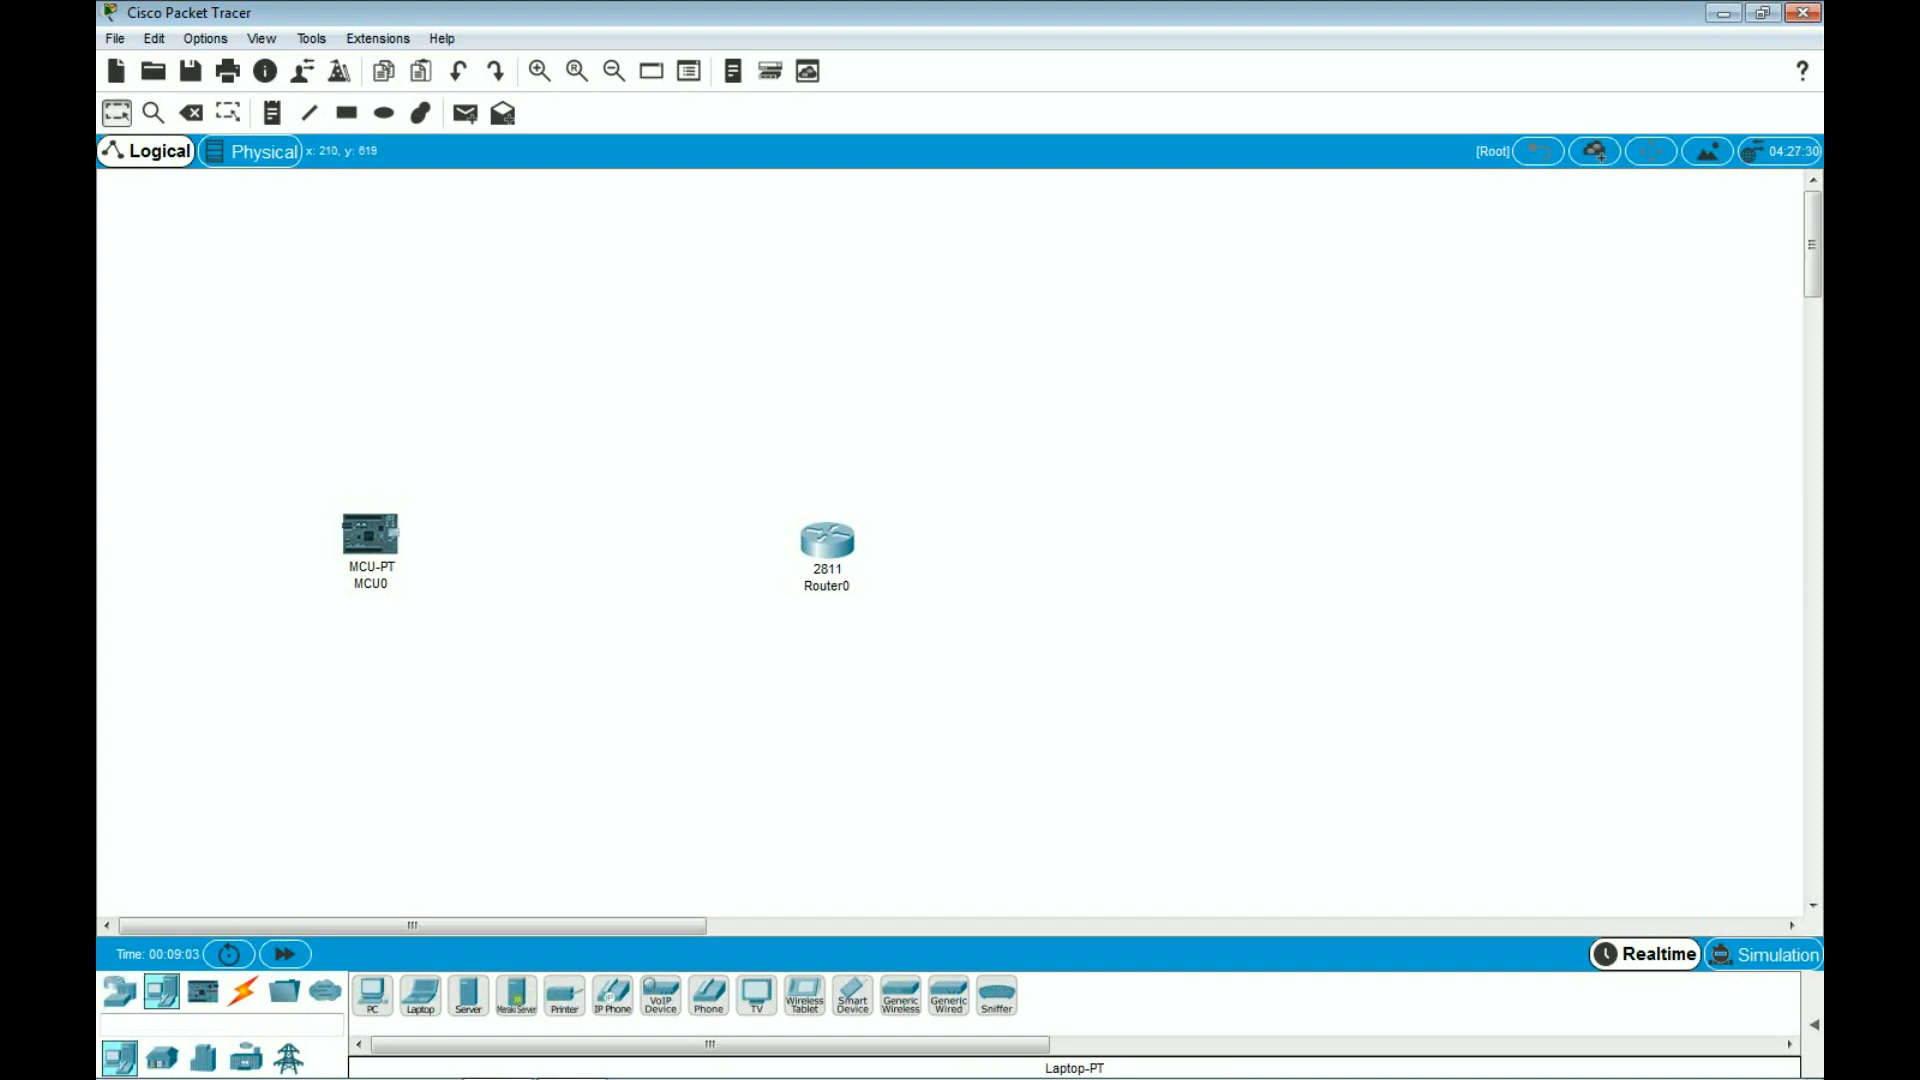 Cisco Packet Tracer
File Edit Options View Tools Extensions Help
?
Logical Physical x: 210, y: 619 [Root] 04:27:30
MCU-PT
MCU0
2811
Router0
Time: 00:09:03 Realtime Simulation
PC Laptop Server Meraki Server Printer IP Phone VoIP Device Phone TV Wireless Tablet Smart Device Generic Wireless Generic Wired Sniffer
Laptop-PT